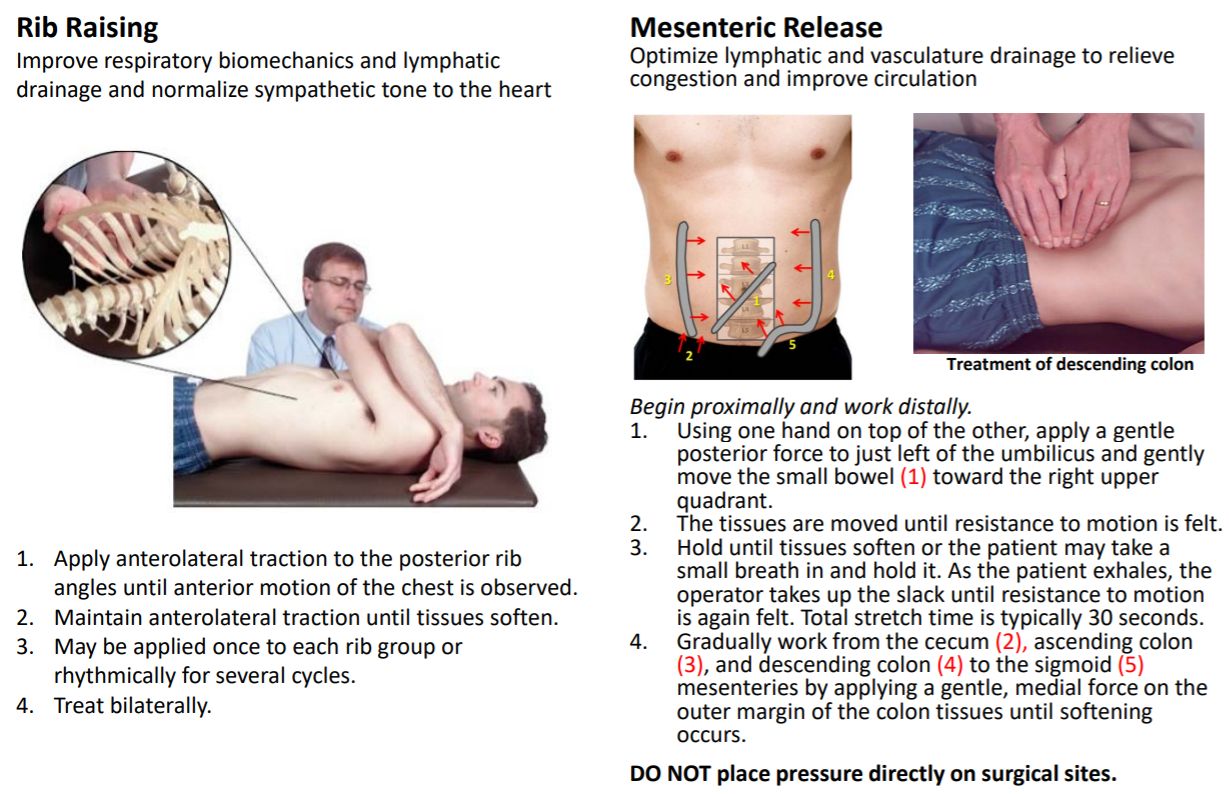 Rib Raising
Improve respiratory biomechanics and lymphatic
drainage and normalize sympathetic tone to the heart
1. Apply anterolateral traction to the posterior rib
angles until anterior motion of the chest is observed.
2. Maintain anterolateral traction until tissues soften.
3. May be applied once to each rib group or
rhythmically for several cycles.
4. Treat bilaterally.
Mesenteric Release
Optimize lymphatic and vasculature drainage to relieve
congestion and improve circulation
L1
3
1
4
L4
L5
2
5
Treatment of descending colon
Begin proximally and work distally.
1. Using one hand on top of the other, apply a gentle
posterior force to just left of the umbilicus and gently
move the small bowel (1) toward the right upper
quadrant.
2. The tissues are moved until resistance to motion is felt.
3. Hold until tissues soften or the patient may take a
small breath in and hold it. As the patient exhales, the
operator takes up the slack until resistance to motion
is again felt. Total stretch time is typically 30 seconds.
4. Gradually work from the cecum (2), ascending colon
(3), and descending colon (4) to the sigmoid (5)
mesenteries by applying a gentle, medial force on the
outer margin of the colon tissues until softening
occurs.
DO NOT place pressure directly on surgical sites.